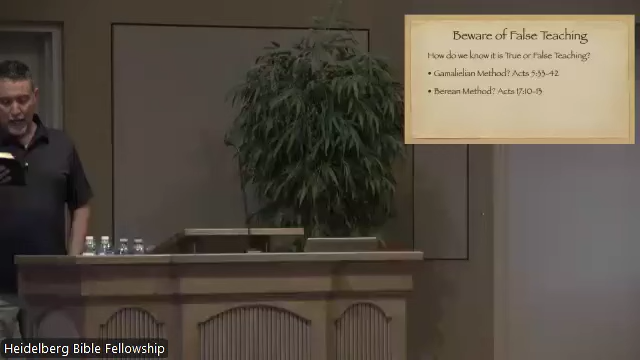 Beware of False Teaching
How do we know it is True or False Teaching?
• Gamalielian Method? Acts 5:33-42
• Berean Method? Acts 17:10-13
Heidelberg Bible Fellowship